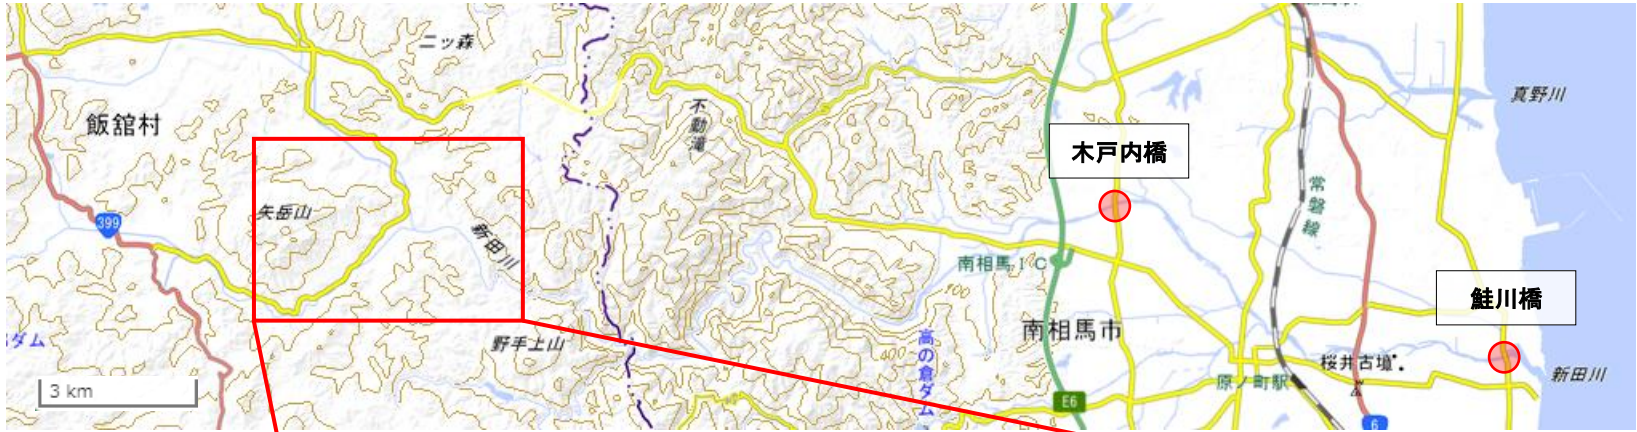 二ッ森
真野川
飯舘村
不動滝
木戸内橋
矢岳山
常磐線
399
新田川
南相馬IC
鮭川橋
ダム
野手上山
高の倉ダム
南相馬市
桜井古墳
新田川
原ノ町駅
3 km
E6
6